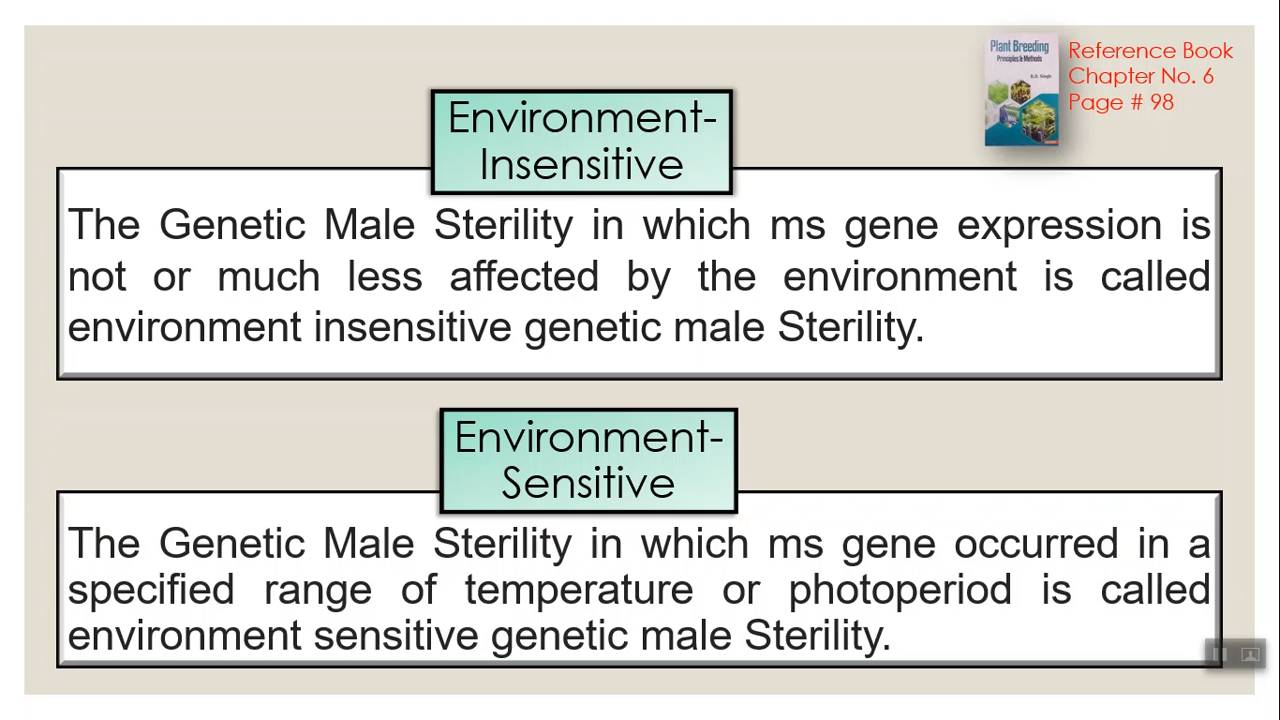 Plant Breeding
Principles & Methods
B.D. Singh
Reference Book
Chapter No. 6
Page # 98
Environment-
Insensitive
The Genetic Male Sterility in which ms gene expression is
not or much less affected by the environment is called
environment insensitive genetic male Sterility.
Environment-
Sensitive
The Genetic Male Sterility in which ms gene occurred in a
specified range of temperature or photoperiod is called
environment sensitive genetic male Sterility.